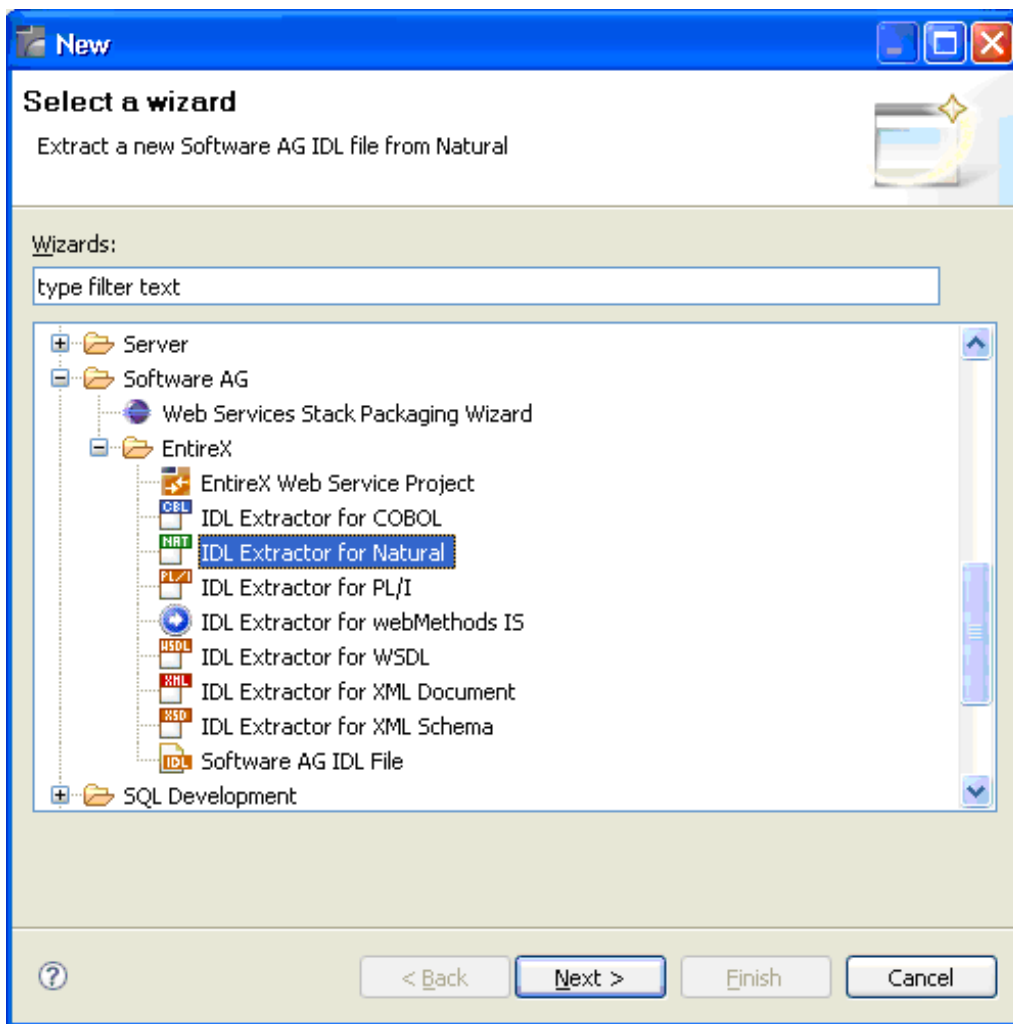 New
Select a wizard
Extract a new Software AG IDL file from Natural
Wizards:
type filter text
Server
Software AG
Web Services Stack Packaging Wizard
EntireX
EntireX Web Service Project
CBL IDL Extractor for COBOL
NAT IDL Extractor for Natural
PL/I IDL Extractor for PL/I
IDL Extractor for webMethods IS
WSDL IDL Extractor for WSDL
XML IDL Extractor for XML Document
XSD IDL Extractor for XML Schema
IDL Software AG IDL File
SQL Development
? < Back Next > Finish Cancel